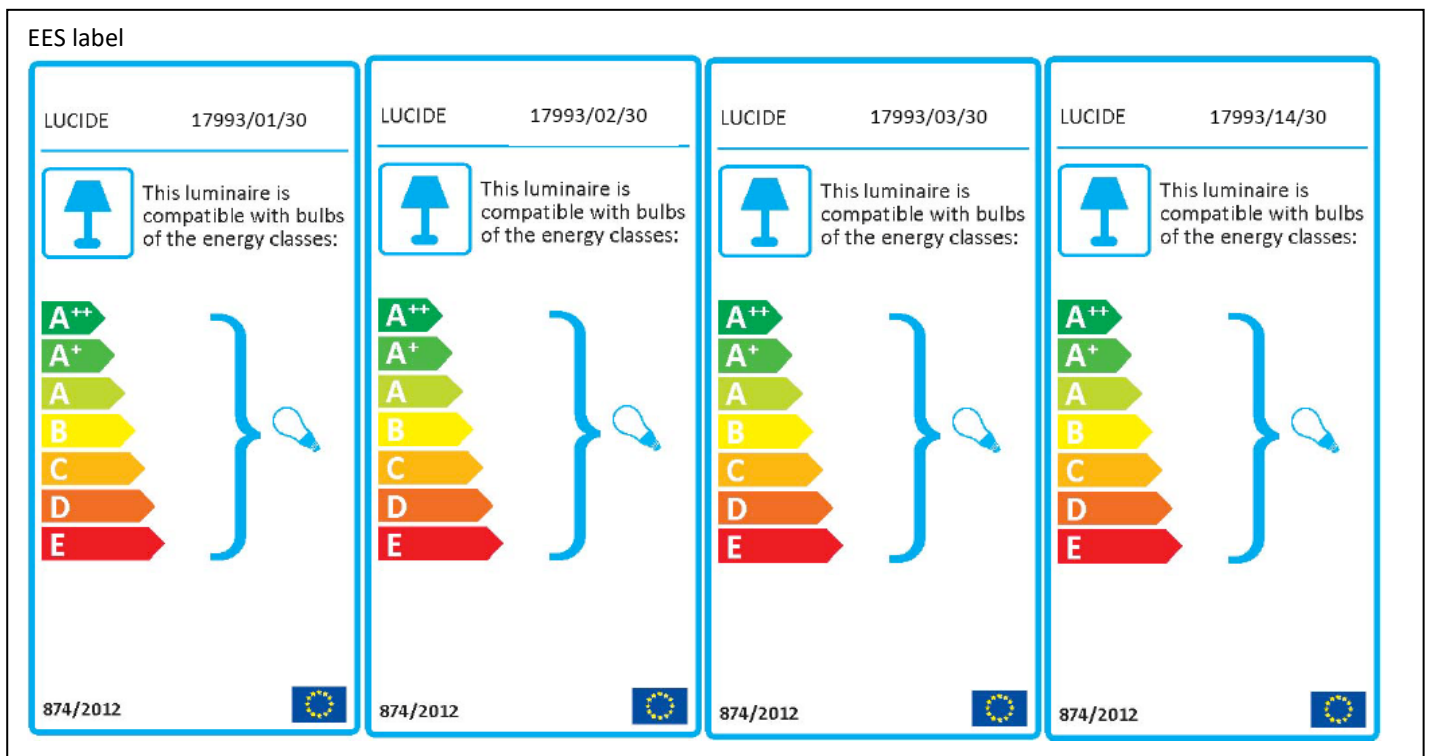 EES label
LUCIDE 17993/01/30
This luminaire is
compatible with bulbs
of the energy classes:
A++
A+
A
B
C
D
E
874/2012
LUCIDE 17993/02/30
This luminaire is
compatible with bulbs
of the energy classes:
A++
A+
A
B
C
D
E
874/2012
LUCIDE 17993/03/30
This luminaire is
compatible with bulbs
of the energy classes:
A++
A+
A
B
C
D
E
874/2012
LUCIDE 17993/14/30
This luminaire is
compatible with bulbs
of the energy classes:
A++
A+
A
B
C
D
E
874/2012